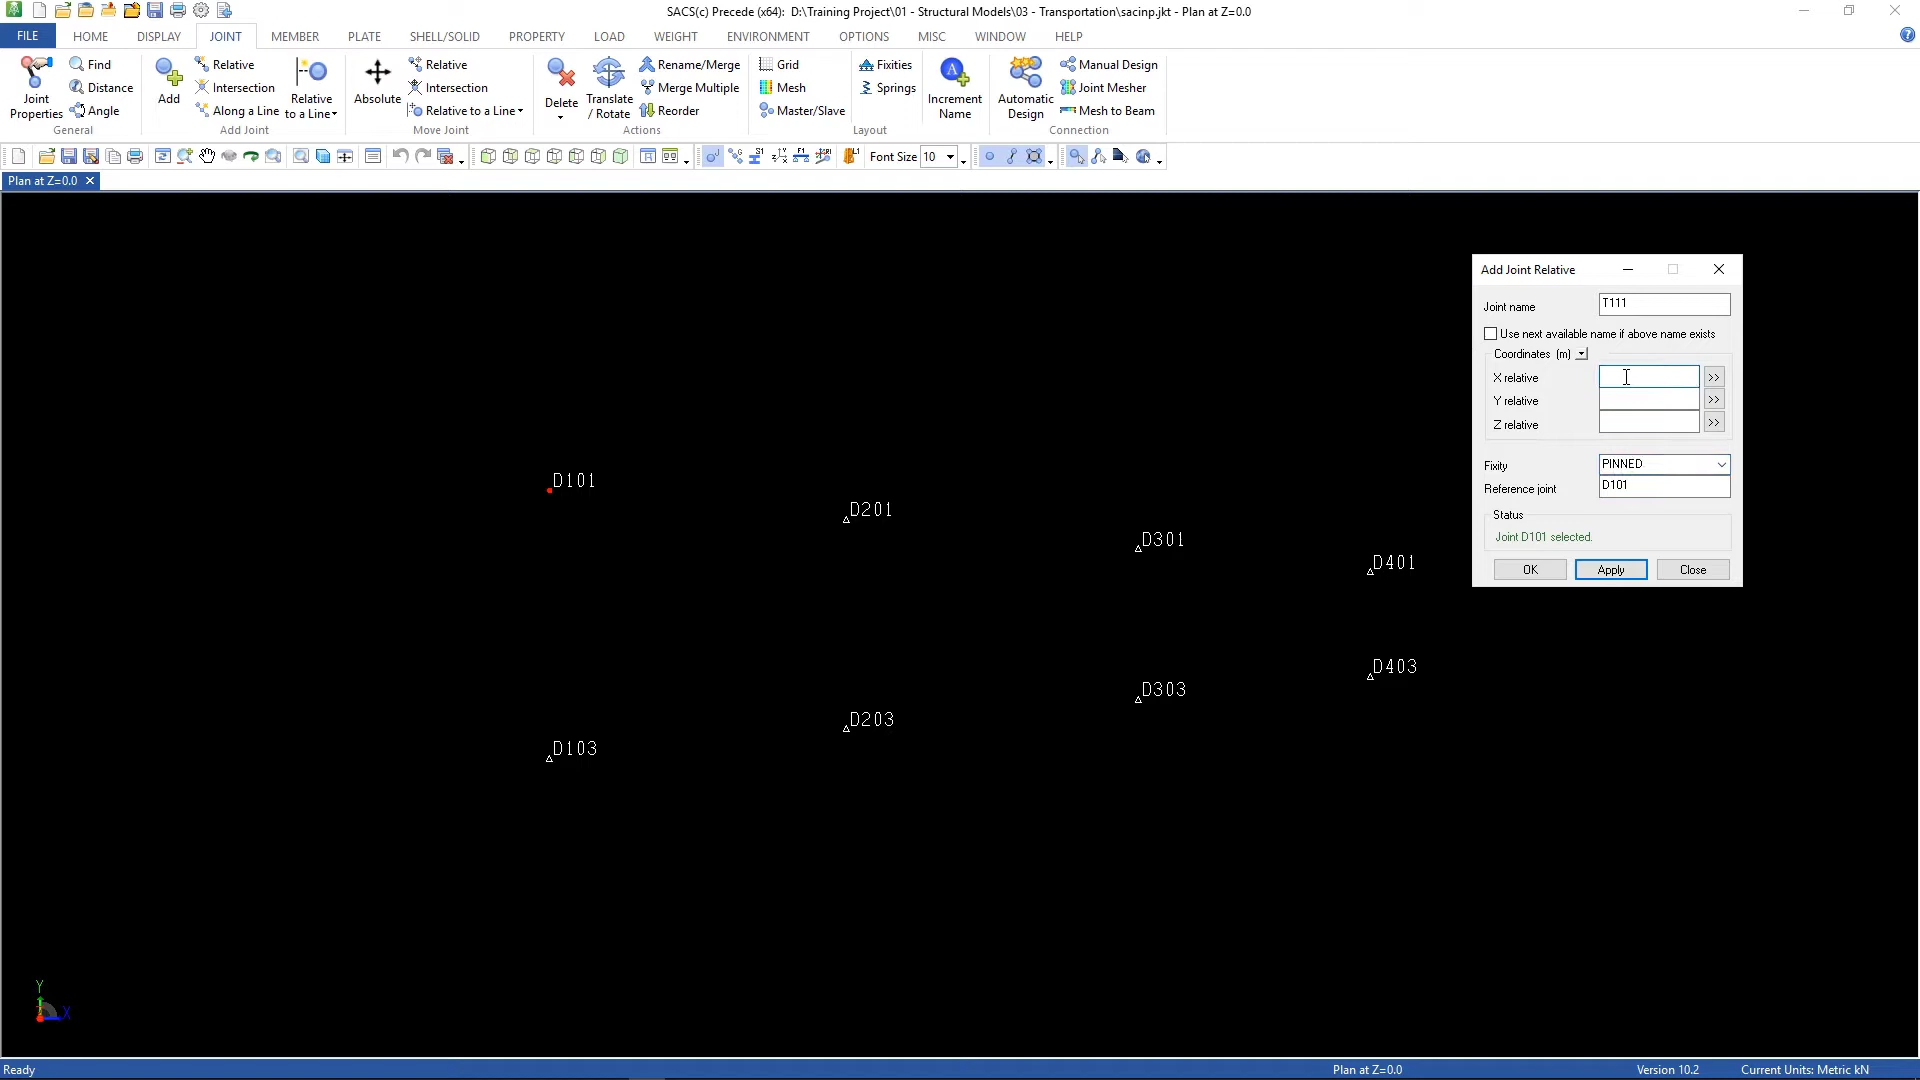 SACS(c) Precede (x64): D:\Training Project\01 - Structural Models\03 - Transportation\sacinp.jkt - Plan at Z=0.0
FILE HOME DISPLAY JOINT MEMBER PLATE SHELL/SOLID PROPERTY LOAD WEIGHT ENVIRONMENT OPTIONS MISC WINDOW HELP
Joint Properties
Find
Distance
Angle
General
Add
Relative
Intersection
Along a Line
Relative to a Line
Add Joint
Absolute
Relative
Intersection
Relative to a Line
Move Joint
Delete
Translate / Rotate
Rename/Merge
Merge Multiple
Reorder
Actions
Grid
Mesh
Master/Slave
Fixities
Springs
Layout
Increment Name
Automatic Design
Manual Design
Joint Mesher
Mesh to Beam
Connection
Font Size 10
Plan at Z=0.0
D101
D201
D301
D401
D403
D303
D203
D103
Add Joint Relative
Joint name T111
Use next available name if above name exists
Coordinates (m)
X relative >>
Y relative >>
Z relative >>
Fixity PINNED
Reference joint D101
Status
Joint D101 selected.
OK Apply Close
Y
X
Ready Plan at Z=0.0 Version 10.2 Current Units: Metric kN